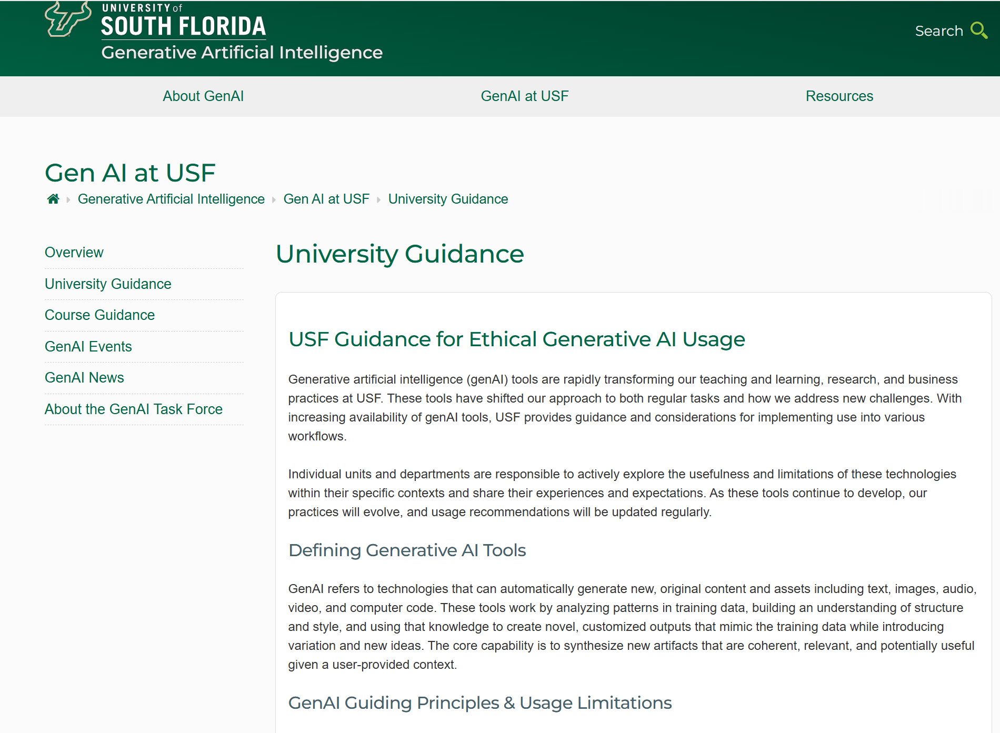 UNIVERSITY of
SOUTH FLORIDA
Generative Artificial Intelligence
Search
About GenAI
GenAI at USF
Resources
Gen AI at USF
Generative Artificial Intelligence
Gen AI at USF
University Guidance
Overview
University Guidance
Course Guidance
GenAI Events
GenAI News
About the GenAI Task Force
University Guidance
USF Guidance for Ethical Generative AI Usage
Generative artificial intelligence (genAI) tools are rapidly transforming our teaching and learning, research, and business
practices at USF. These tools have shifted our approach to both regular tasks and how we address new challenges. With
increasing availability of genAI tools, USF provides guidance and considerations for implementing use into various
workflows.
Individual units and departments are responsible to actively explore the usefulness and limitations of these technologies
within their specific contexts and share their experiences and expectations. As these tools continue to develop, our
practices will evolve, and usage recommendations will be updated regularly.
Defining Generative AI Tools
GenAI refers to technologies that can automatically generate new, original content and assets including text, images, audio,
video, and computer code. These tools work by analyzing patterns in training data, building an understanding of structure
and style, and using that knowledge to create novel, customized outputs that mimic the training data while introducing
variation and new ideas. The core capability is to synthesize new artifacts that are coherent, relevant, and potentially useful
given a user-provided context.
GenAI Guiding Principles & Usage Limitations